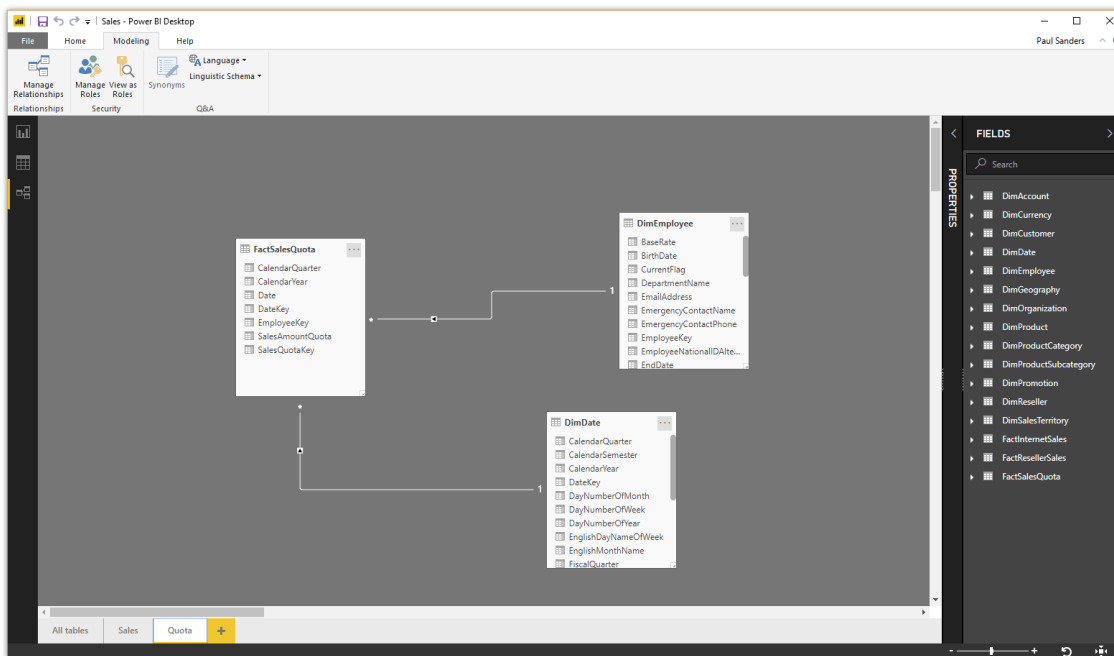 Sales - Power BI Desktop
File Home Modeling Help Paul Sanders
Manage Relationships
Manage Roles
View as Roles
Synonyms
Language
Linguistic Schema
Relationships Security Q&A
FactSalesQuota
CalendarQuarter
CalendarYear
Date
DateKey
EmployeeKey
SalesAmountQuota
SalesQuotaKey
*
1
DimEmployee
BaseRate
BirthDate
CurrentFlag
DepartmentName
EmailAddress
EmergencyContactName
EmergencyContactPhone
EmployeeKey
EmployeeNationalIDAlte...
EndDate
*
1
DimDate
CalendarQuarter
CalendarSemester
CalendarYear
DateKey
DayNumberOfMonth
DayNumberOfWeek
DayNumberOfYear
EnglishDayNameOfWeek
EnglishMonthName
FiscalQuarter
PROPERTIES
FIELDS
Search
DimAccount
DimCurrency
DimCustomer
DimDate
DimEmployee
DimGeography
DimOrganization
DimProduct
DimProductCategory
DimProductSubcategory
DimPromotion
DimReseller
DimSalesTerritory
FactInternetSales
FactResellerSales
FactSalesQuota
All tables Sales Quota +
- +